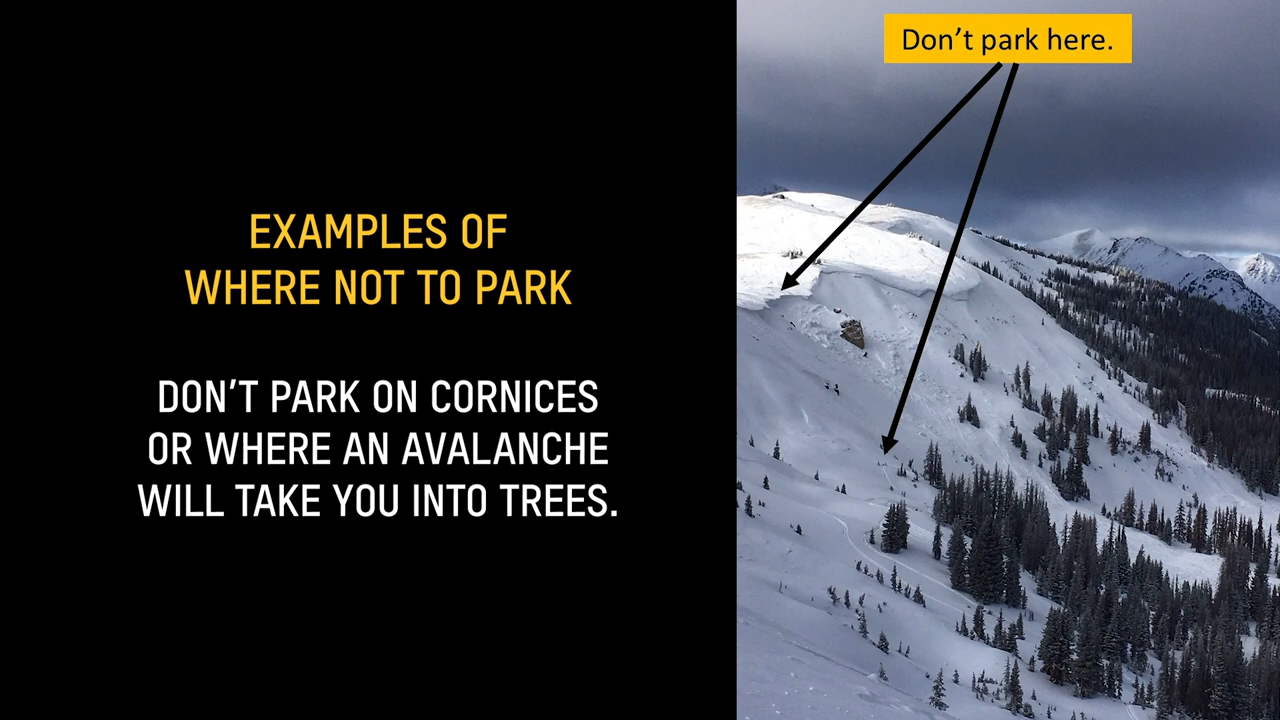 EXAMPLES OF
WHERE NOT TO PARK
DON’T PARK ON CORNICES
OR WHERE AN AVALANCHE
WILL TAKE YOU INTO TREES.
Don’t park here.